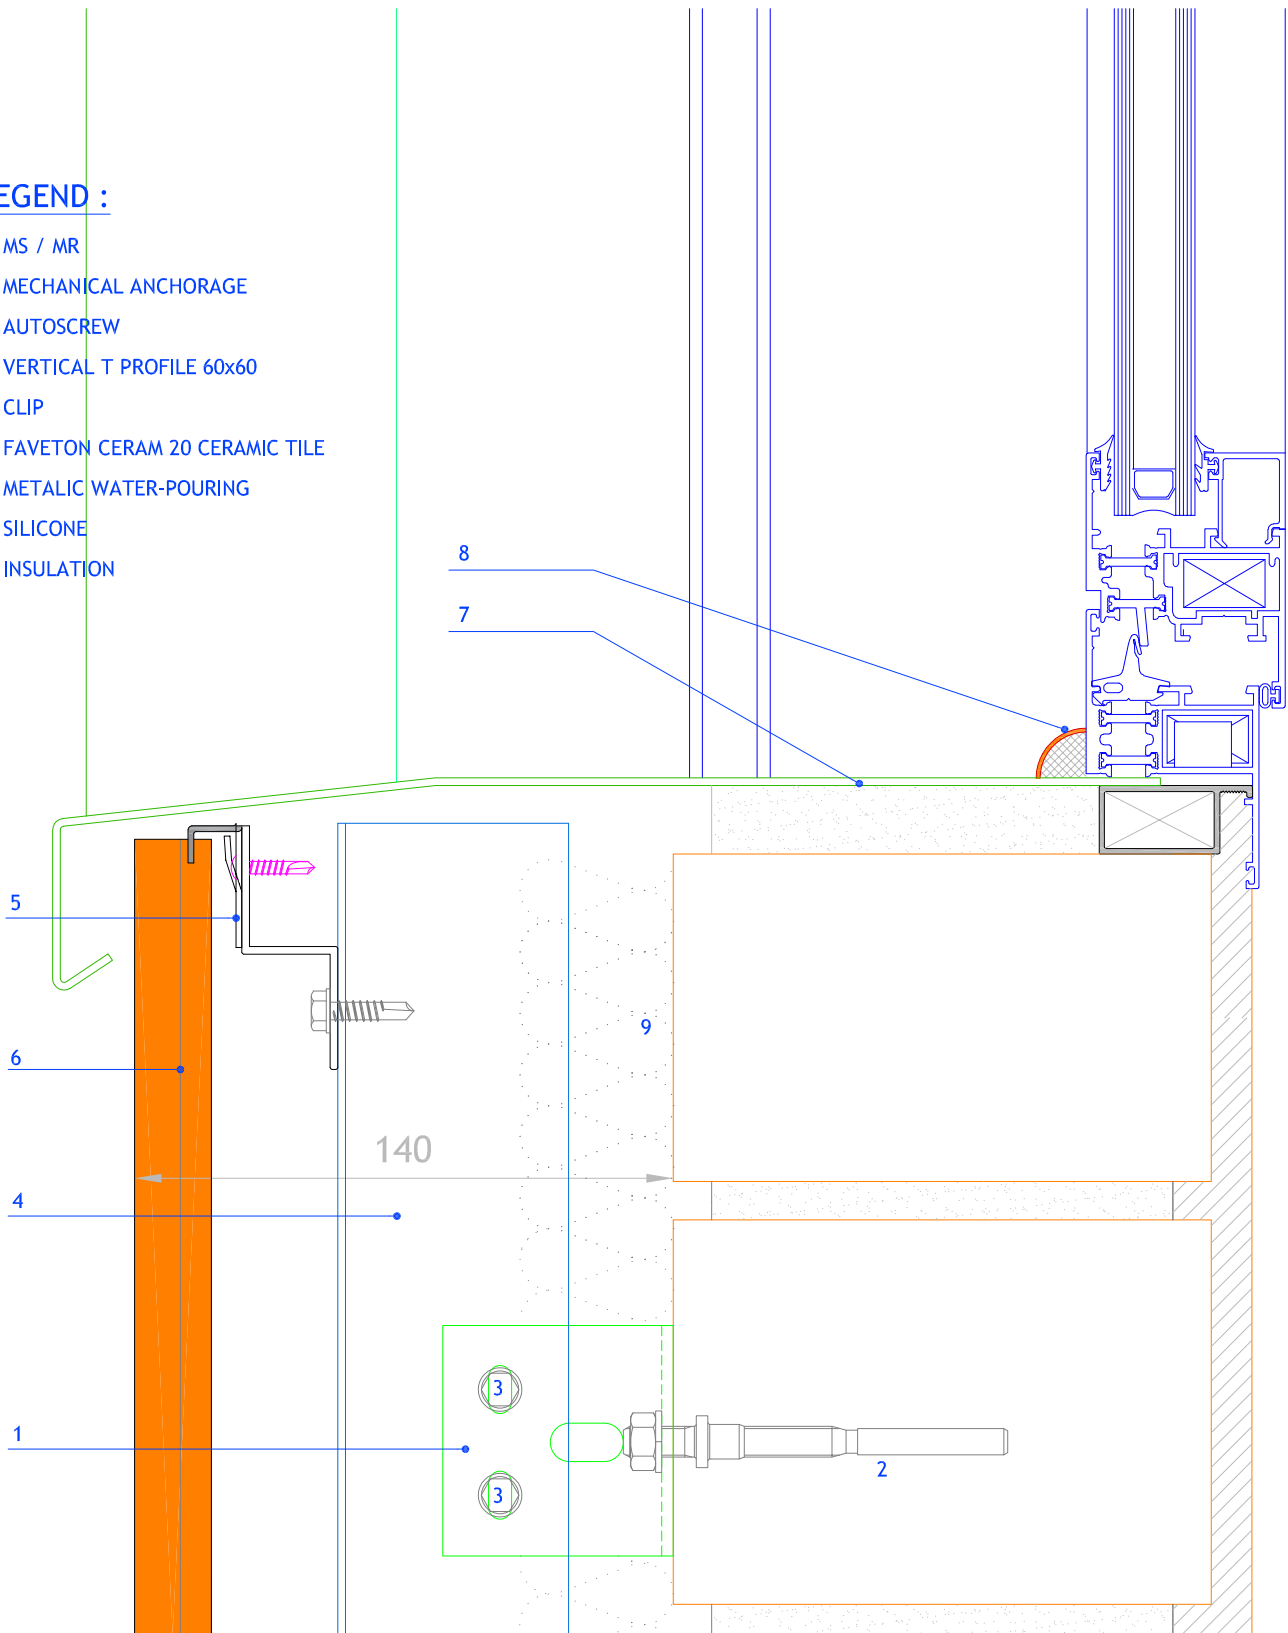 EGEND :
MS / MR
MECHANICAL ANCHORAGE
AUTOSCREW
VERTICAL T PROFILE 60x60
CLIP
FAVETON CERAM 20 CERAMIC TILE
METALIC WATER-POURING
SILICONE
INSULATION
8
7
5
9
6
140
4
3
1
2
3